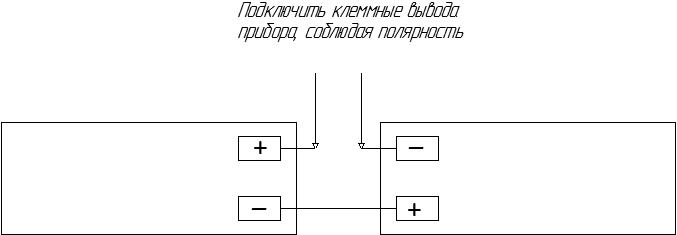 Подключить клеммные вывода
прибора, соблюдая полярность
+ −
− +